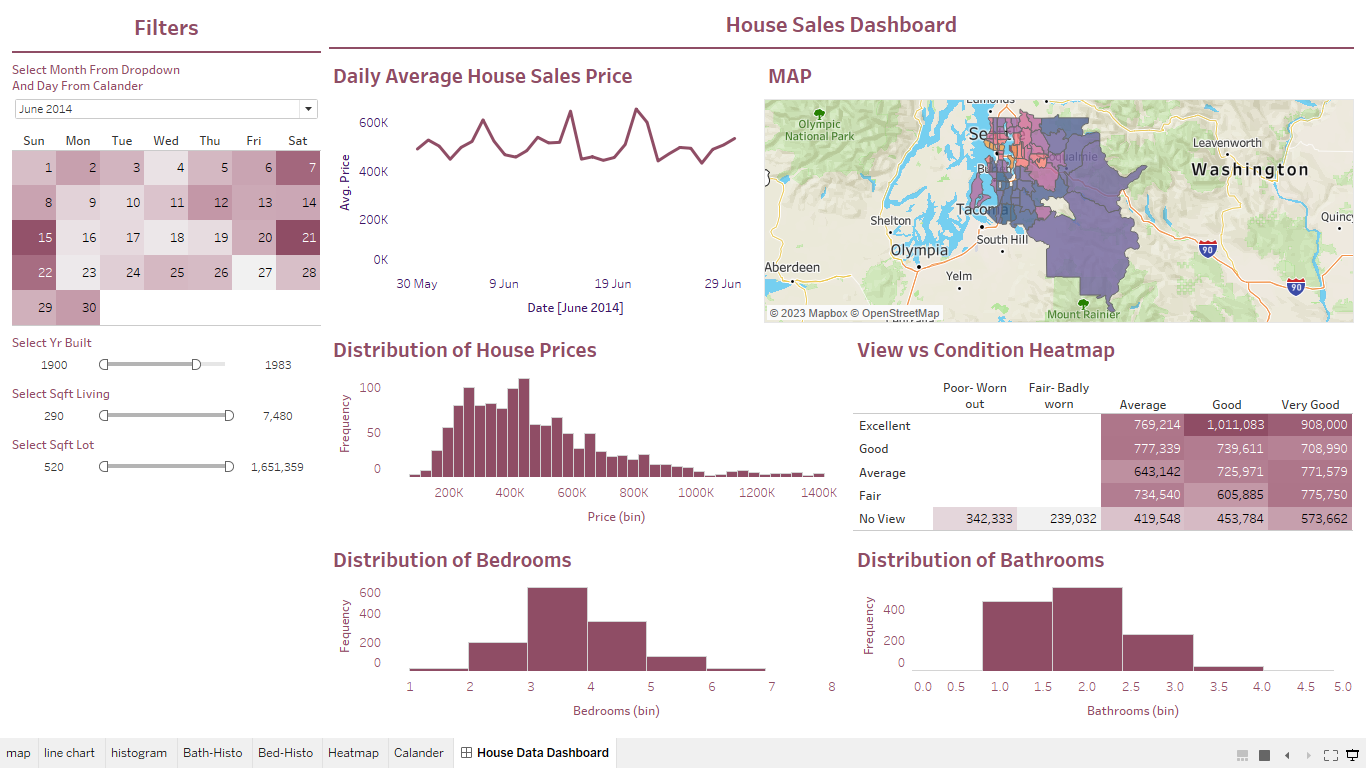 Filters
House Sales Dashboard
Select Month From Dropdown
And Day From Calander
June 2014
Sun Mon Tue Wed Thu Fri Sat
1 2 3 4 5 6 7
8 9 10 11 12 13 14
15 16 17 18 19 20 21
22 23 24 25 26 27 28
29 30
Select Yr Built
1900 1983
Select Sqft Living
290 7,480
Select Sqft Lot
520 1,651,359
Daily Average House Sales Price
Avg. Price
600K
400K
200K
0K
30 May 9 Jun 19 Jun 29 Jun
Date [June 2014]
MAP
Edmonds
Olympic
National Park
Leavenworth
Washington
Tacoma
Shelton
South Hill
Olympia
90
Quincy
Aberdeen
Yelm
90
Mount Rainier
© 2023 Mapbox © OpenStreetMap
Distribution of House Prices
Fequency
100
50
0
200K 400K 600K 800K 1000K 1200K 1400K
Price (bin)
View vs Condition Heatmap
Poor- Worn Fair- Badly
out worn Average Good Very Good
Excellent 769,214 1,011,083 908,000
Good 777,339 739,611 708,990
Average 643,142 725,971 771,579
Fair 734,540 605,885 775,750
No View 342,333 239,032 419,548 453,784 573,662
Distribution of Bedrooms
Fequency
600
400
200
0
1 2 3 4 5 6 7 8
Bedrooms (bin)
Distribution of Bathrooms
Fequency
400
200
0
0.0 0.5 1.0 1.5 2.0 2.5 3.0 3.5 4.0 4.5 5.0
Bathrooms (bin)
map line chart histogram Bath-Histo Bed-Histo Heatmap Calander House Data Dashboard